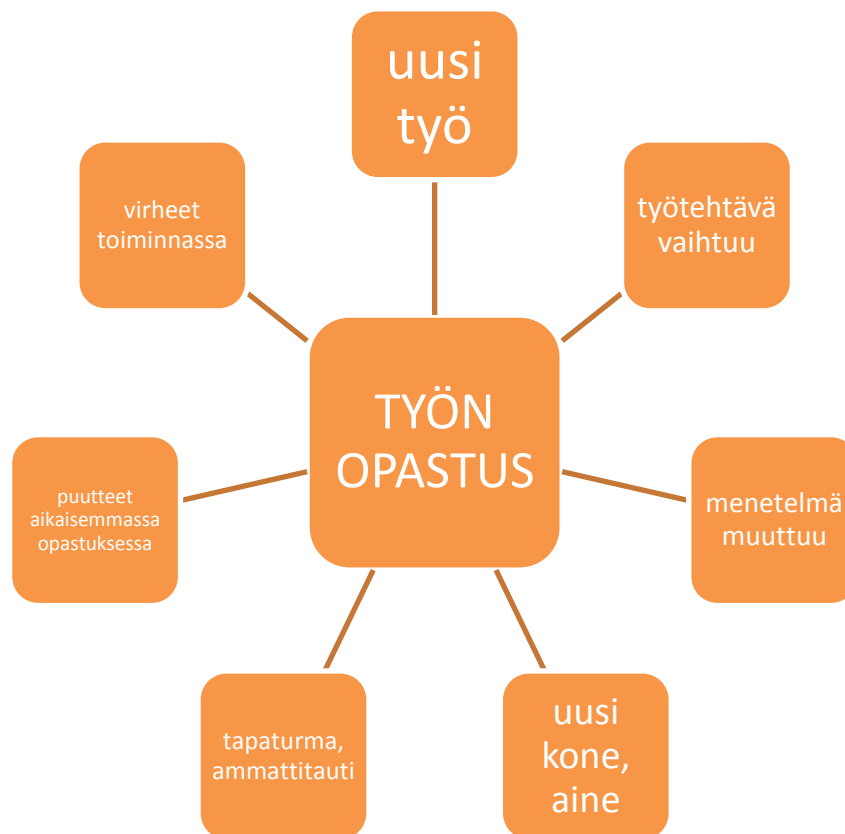 uusi
työ
työtehtävä
vaihtuu
menetelmä
muuttuu
uusi
kone,
aine
tapaturma,
ammattitauti
puutteet
aikaisemmassa
opastuksessa
virheet
toiminnassa
TYÖN
OPASTUS